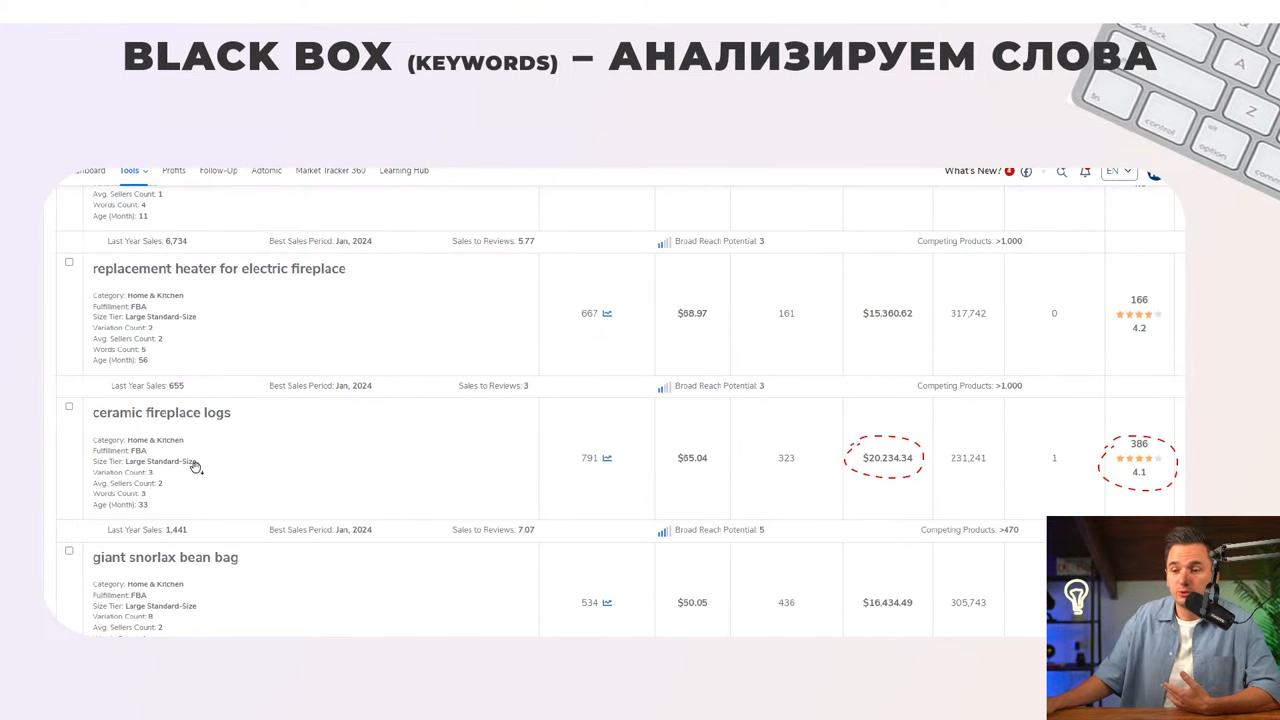 BLACK BOX (KEYWORDS) – АНАЛИЗИРУЕМ СЛОВА
fn
control
option
A
Z
Tools Profits Follow-Up Adtomic Market Tracker 360 Learning Hub What's New? 4 EN
Avg. Sellers Count: 1
Words Count: 4
Age (Month): 11
Last Year Sales: 6,734 Best Sales Period: Jan, 2024 Sales to Reviews: 5.77 Broad Reach Potential: 3 Competing Products: >1,000
replacement heater for electric fireplace
Category: Home & Kitchen
Fulfillment: FBA
Size Tier: Large Standard-Size
Variation Count: 2
Avg. Sellers Count: 2
Words Count: 5
Age (Month): 56
667 $68.97 161 $15,360.62 317,742 0 166
4.2
Last Year Sales: 655 Best Sales Period: Jan, 2024 Sales to Reviews: 3 Broad Reach Potential: 3 Competing Products: >1,000
ceramic fireplace logs
Category: Home & Kitchen
Fulfillment: FBA
Size Tier: Large Standard-Size
Variation Count: 3
Avg. Sellers Count: 2
Words Count: 3
Age (Month): 33
791 $65.04 323 $20,234.34 231,241 1 386
4.1
Last Year Sales: 1,441 Best Sales Period: Jan, 2024 Sales to Reviews: 7.07 Broad Reach Potential: 5 Competing Products: >470
giant snorlax bean bag
Category: Home & Kitchen
Fulfillment: FBA
Size Tier: Large Standard-Size
Variation Count: 8
Avg. Sellers Count: 2
534 $50.05 436 $16,434.49 305,743